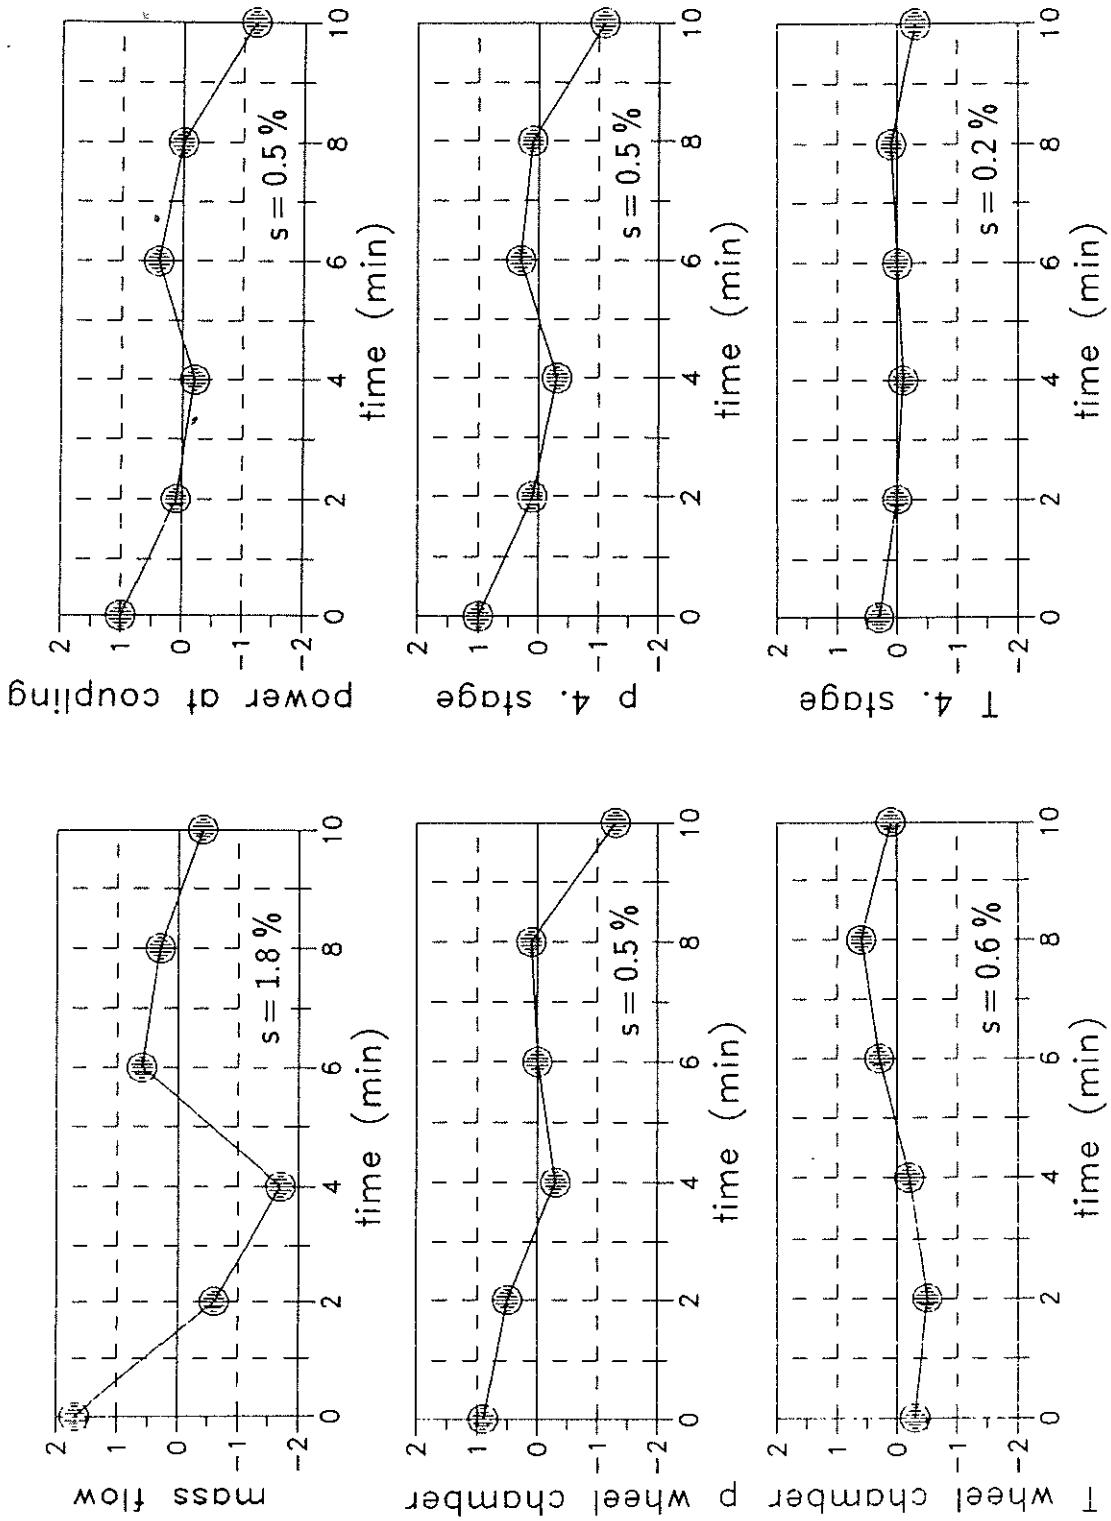 mass flow
2
1
0
-1
-2
s = 1.8 %
0 2 4 6 8 10
time (min)
power at coupling
2
1
0
-1
-2
s = 0.5 %
0 2 4 6 8 10
time (min)
p wheel chamber
2
1
0
-1
-2
s = 0.5 %
0 2 4 6 8 10
time (min)
p 4. stage
2
1
0
-1
-2
s = 0.5 %
0 2 4 6 8 10
time (min)
T wheel chamber
2
1
0
-1
-2
s = 0.6 %
0 2 4 6 8 10
time (min)
T 4. stage
2
1
0
-1
-2
s = 0.2 %
0 2 4 6 8 10
time (min)